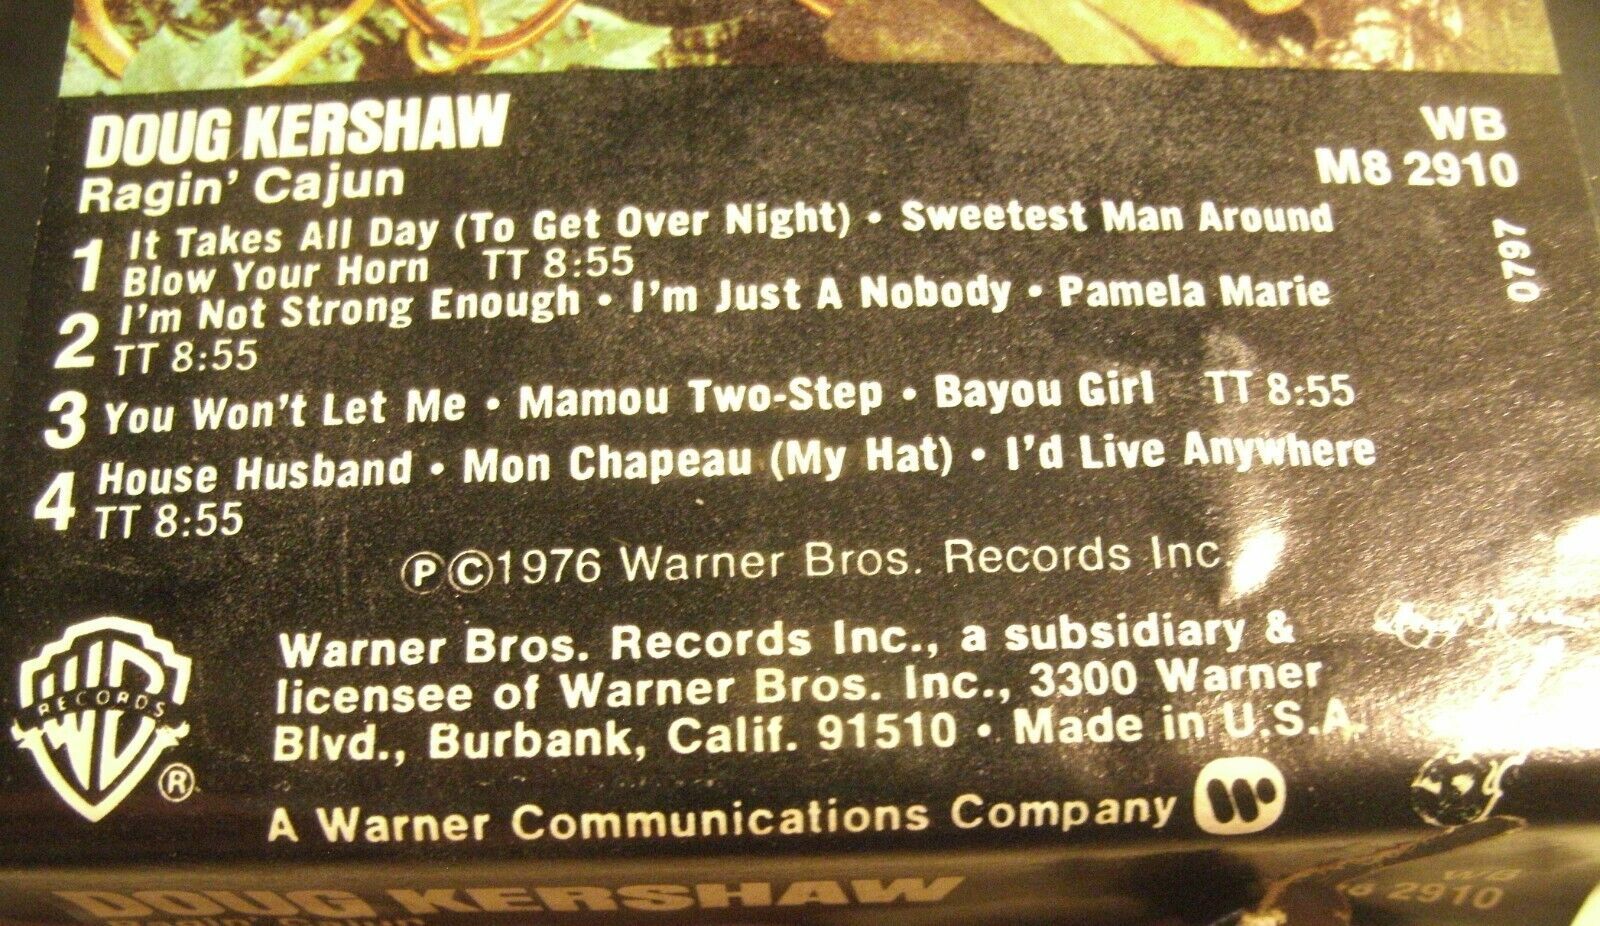 DOUG KERSHAW
Ragin' Cajun
WB
M8 2910
0797
1 It Takes All Day (To Get Over Night) • Sweetest Man Around
Blow Your Horn TT 8:55
2 I'm Not Strong Enough • I'm Just A Nobody • Pamela Marie
TT 8:55
3 You Won't Let Me • Mamou Two-Step • Bayou Girl TT 8:55
4 House Husband • Mon Chapeau (My Hat) • I'd Live Anywhere
TT 8:55
℗©1976 Warner Bros. Records Inc.
RECORDS
®
Warner Bros. Records Inc., a subsidiary &
licensee of Warner Bros. Inc., 3300 Warner
Blvd., Burbank, Calif. 91510 • Made in U.S.A.
A Warner Communications Company
DOUG KERSHAW
Ragin' Cajun
WB
2910